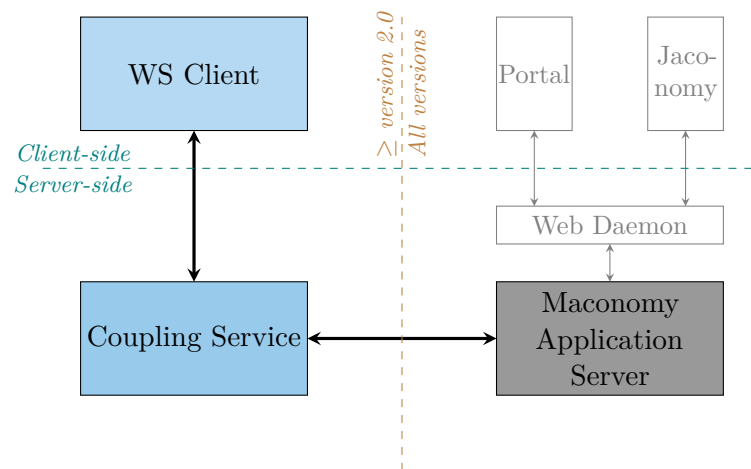 WS Client
≥ version 2.0
All versions
Portal
Jaco-
nomy
Client-side
Server-side
Web Daemon
Coupling Service
Maconomy
Application
Server